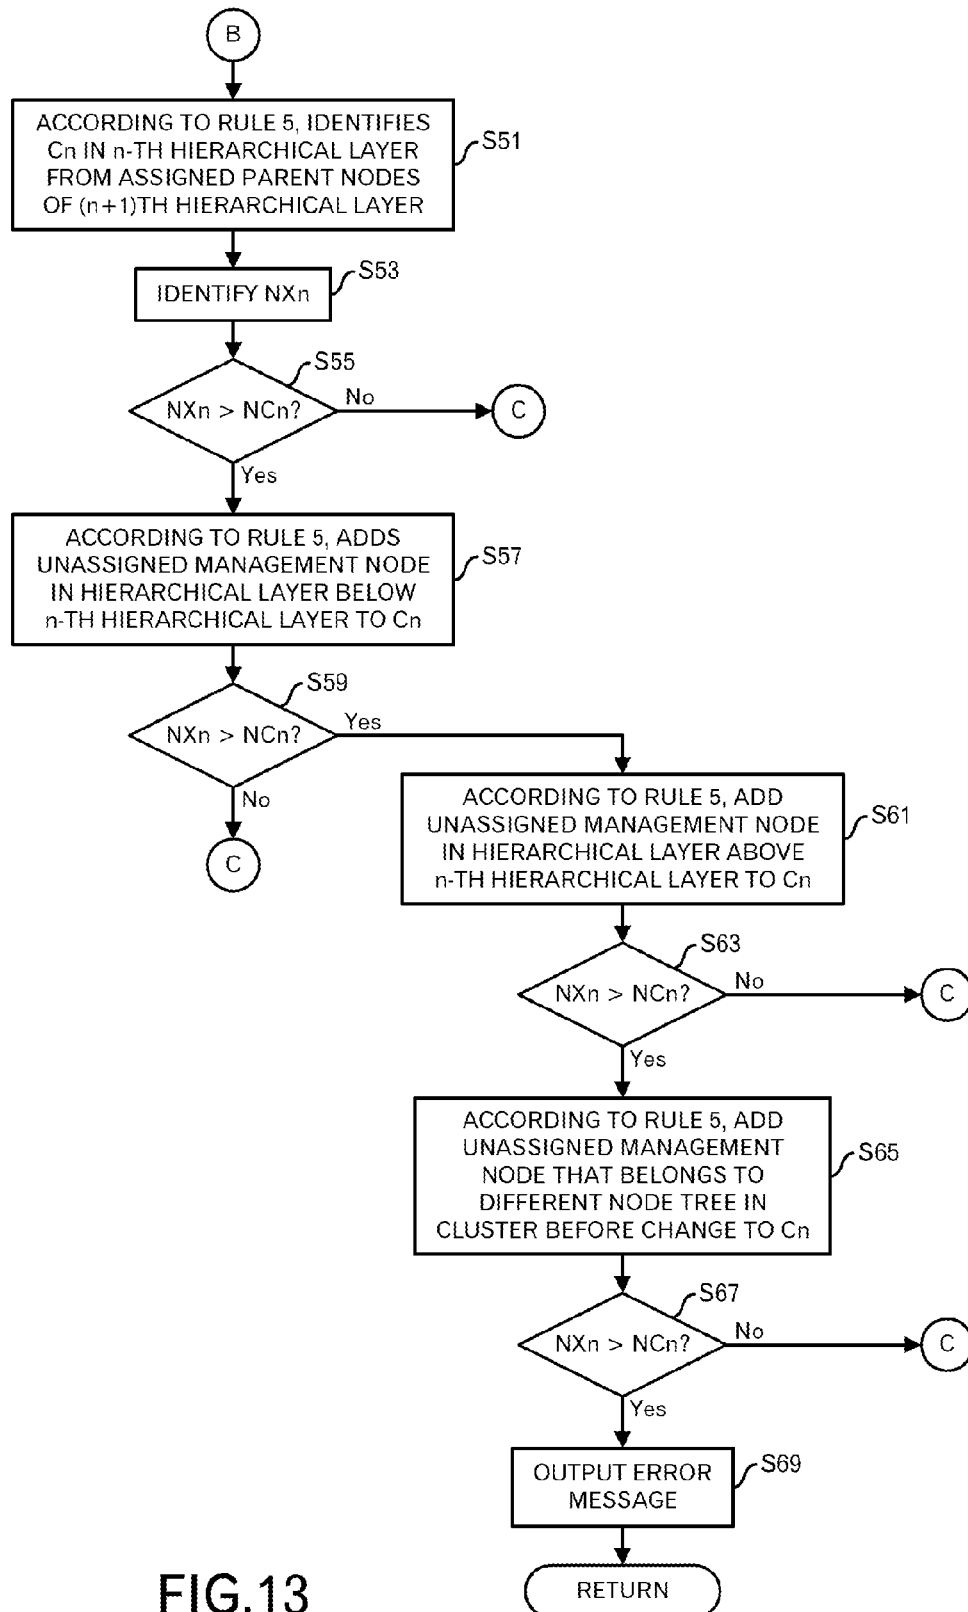 B
ACCORDING TO RULE 5, IDENTIFIES
Cn IN n-TH HIERARCHICAL LAYER
FROM ASSIGNED PARENT NODES
OF (n+1)TH HIERARCHICAL LAYER
S51
IDENTIFY NXn
S53
NXn > NCn?
S55
No
C
Yes
ACCORDING TO RULE 5, ADDS
UNASSIGNED MANAGEMENT NODE
IN HIERARCHICAL LAYER BELOW
n-TH HIERARCHICAL LAYER TO Cn
S57
NXn > NCn?
S59
Yes
No
C
ACCORDING TO RULE 5, ADD
UNASSIGNED MANAGEMENT NODE
IN HIERARCHICAL LAYER ABOVE
n-TH HIERARCHICAL LAYER TO Cn
S61
NXn > NCn?
S63
No
C
Yes
ACCORDING TO RULE 5, ADD
UNASSIGNED MANAGEMENT
NODE THAT BELONGS TO
DIFFERENT NODE TREE IN
CLUSTER BEFORE CHANGE TO Cn
S65
NXn > NCn?
S67
No
C
Yes
OUTPUT ERROR
MESSAGE
S69
RETURN
FIG.13